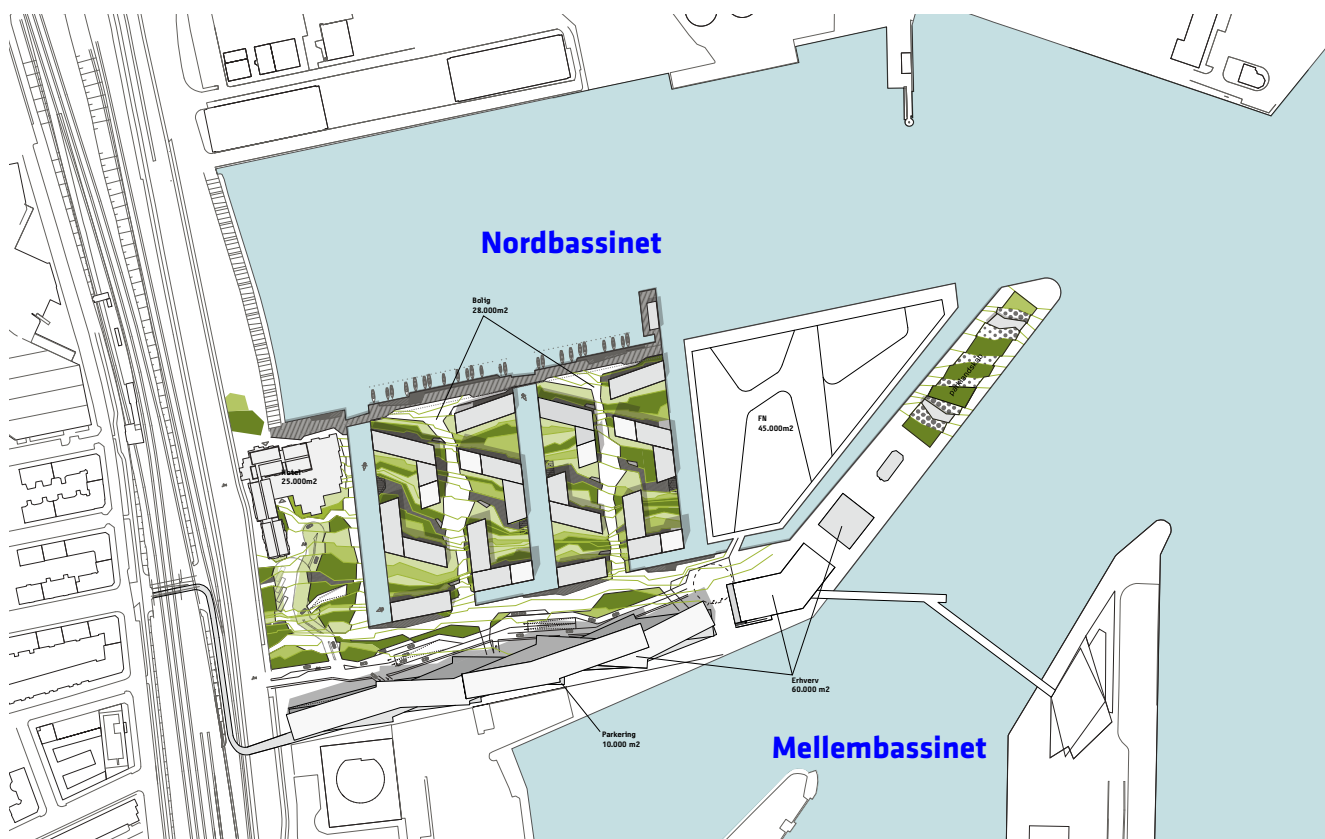 Nordbassinet
Bolig
28.000m2
parklandskab
FN
45.000m2
Hotel
25.000m2
Erhverv
60.000 m2
Parkering
10.000 m2
Mellembassinet